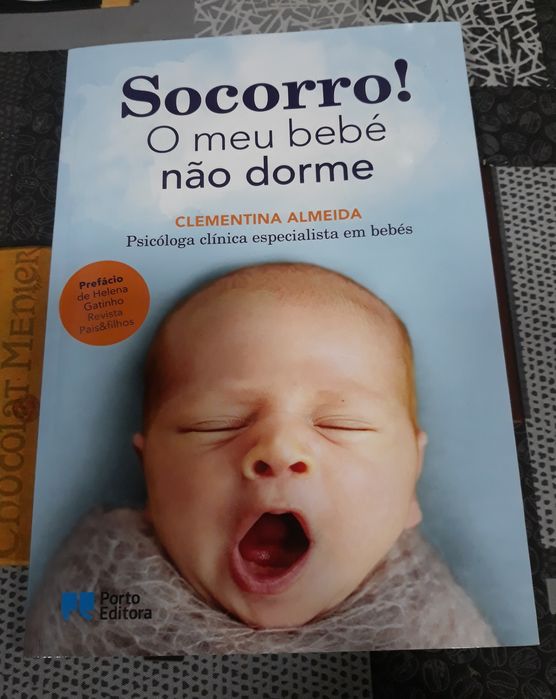 Socorro!
O meu bebé
não dorme
CLEMENTINA ALMEIDA
Psicóloga clínica especialista em bebés
Prefácio
de Helena
Gatinho
Revista
Pais&filhos
CHOCOLAT MENIER
Porto
Editora